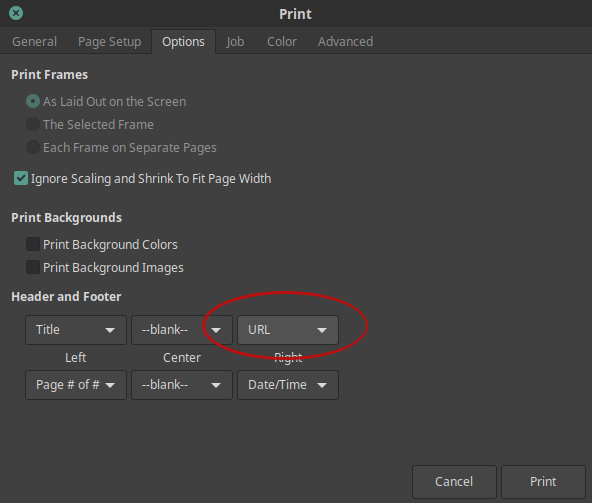 Print
General Page Setup Options Job Color Advanced
Print Frames
As Laid Out on the Screen
The Selected Frame
Each Frame on Separate Pages
Ignore Scaling and Shrink To Fit Page Width
Print Backgrounds
Print Background Colors
Print Background Images
Header and Footer
Title --blank-- URL
Left Center Right
Page # of # --blank-- Date/Time
Cancel Print